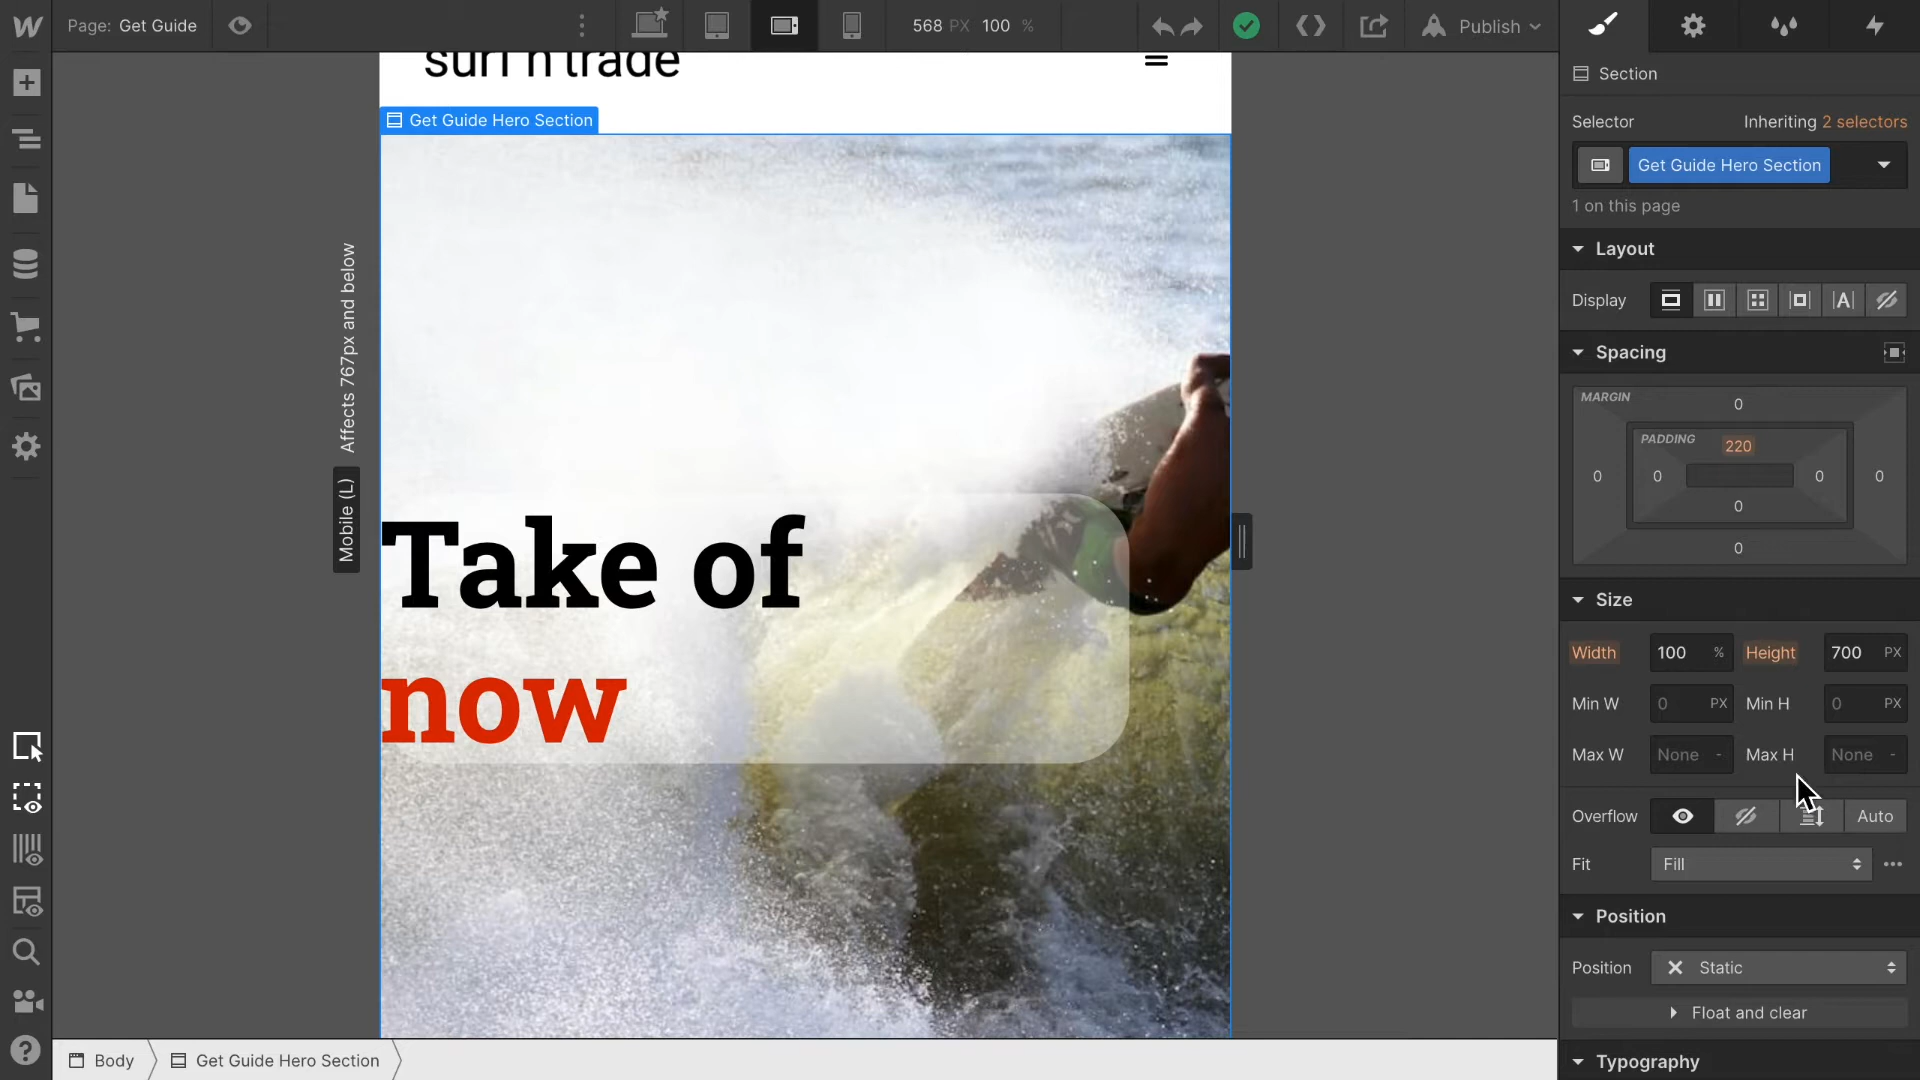 Page: Get Guide
568 PX 100 %
Publish
surf n trade
Get Guide Hero Section
Affects 767px and below
Mobile (L)
Take of
now
Body
Get Guide Hero Section
Section
Selector
Inheriting 2 selectors
Get Guide Hero Section
1 on this page
Layout
Display
A
Spacing
MARGIN
0
PADDING
220
0
0
0
0
0
0
Size
Width 100 % Height 700 PX
Min W 0 PX Min H 0 PX
Max W None - Max H None -
Overflow Auto
Fit Fill
Position
Position Static
Float and clear
Typography